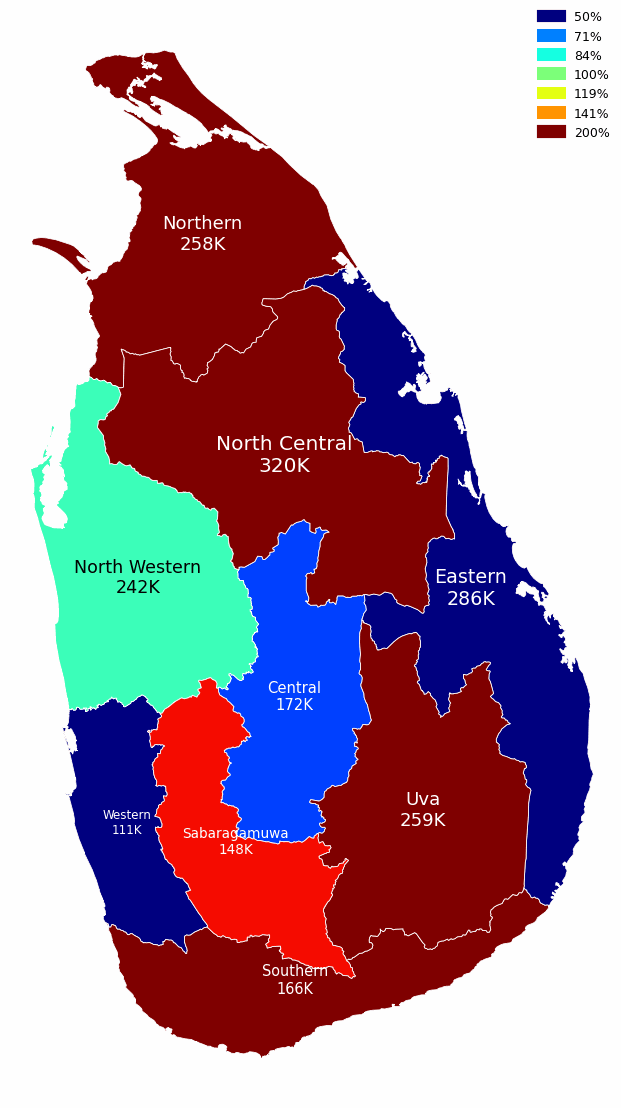 50%
71%
84%
100%
119%
141%
200%
Northern
258K
North Central
320K
North Western
242K
Eastern
286K
Central
172K
Uva
259K
Western
111K
Sabaragamuwa
148K
Southern
166K